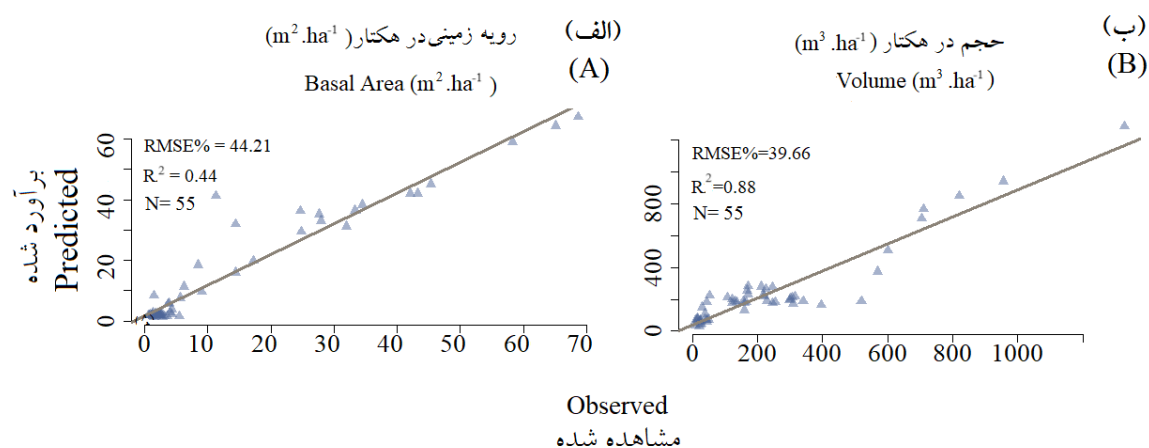 (الف) رویه زمینی در هکتار (m².ha⁻¹)
(A)
Basal Area (m².ha⁻¹)
RMSE% = 44.21
R² = 0.44
N= 55
برآورد شده
Predicted
60
40
20
0
0 10 20 30 40 50 60 70
(ب)
حجم در هکتار (m³.ha⁻¹)
(B)
Volume (m³.ha⁻¹)
RMSE%=39.66
R²=0.88
N= 55
800
400
0
0 200 400 600 800 1000
Observed
مشاهده شده